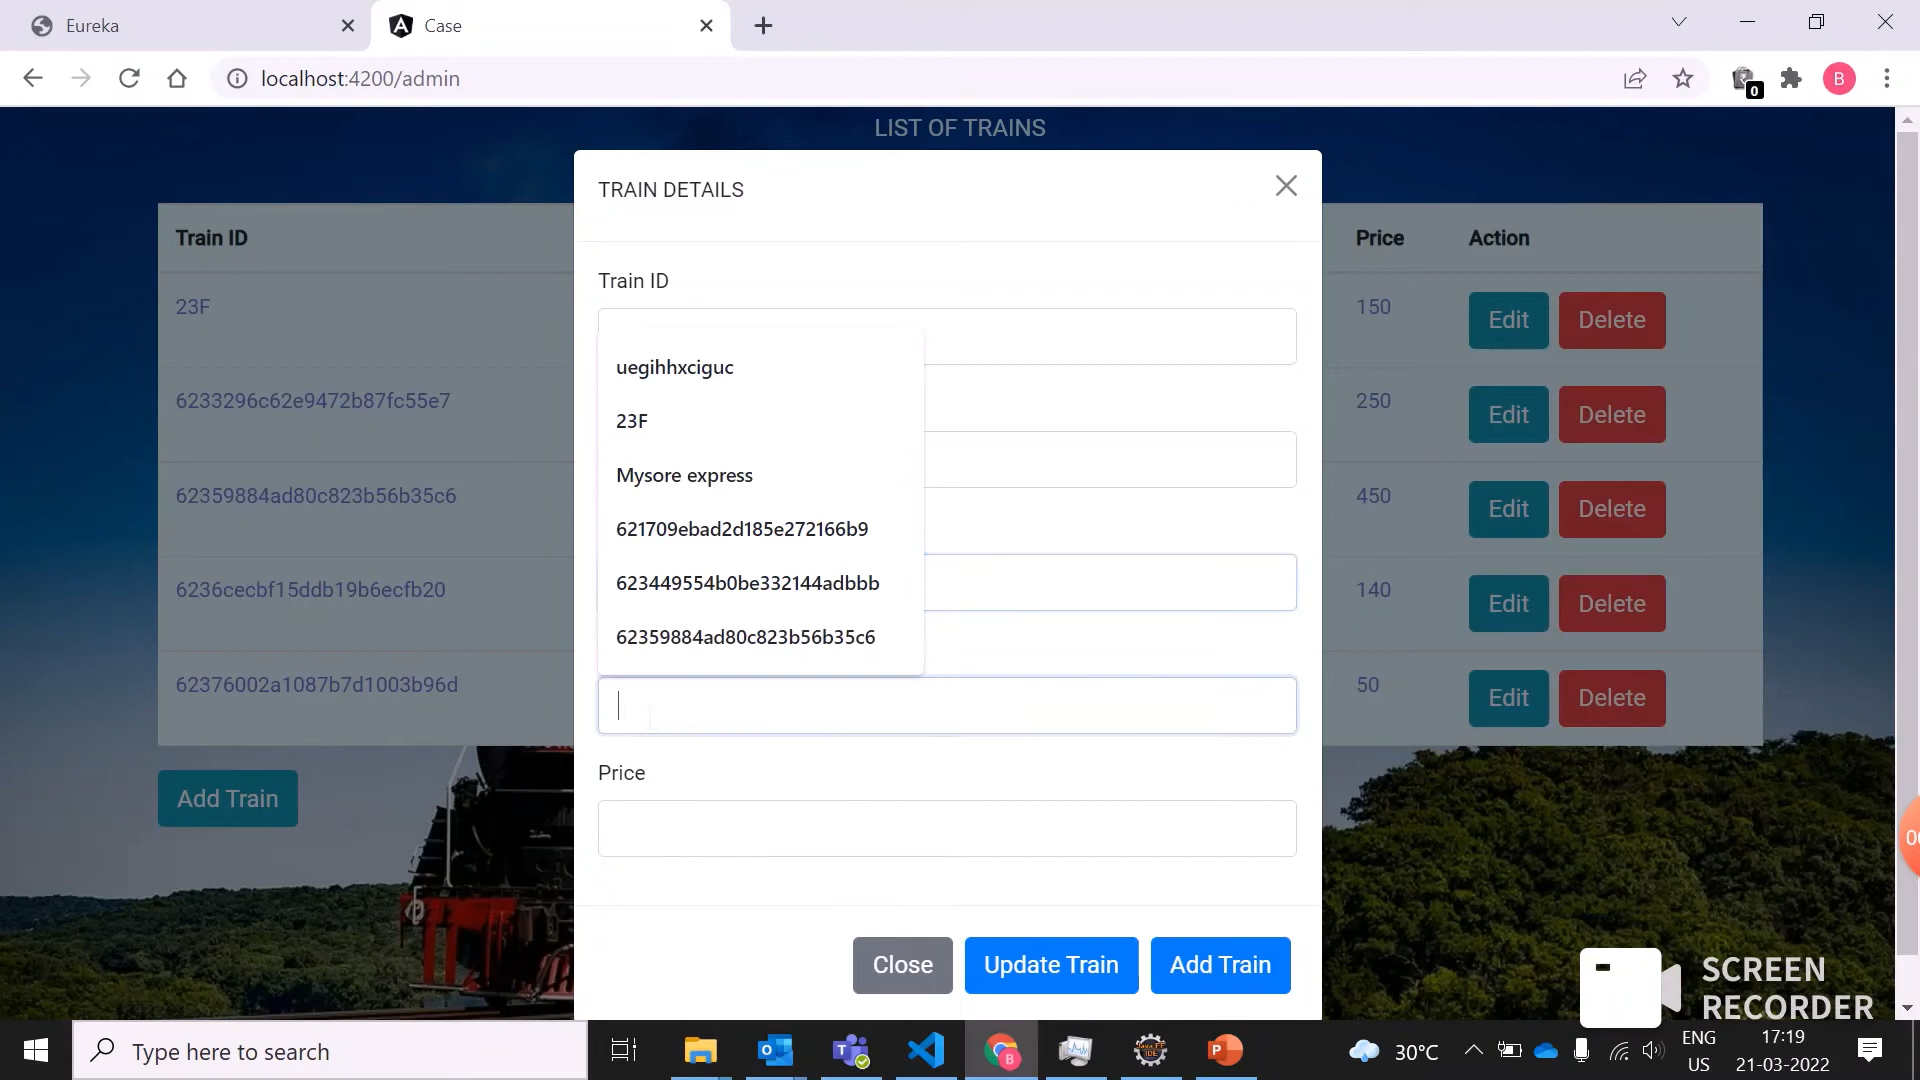 Eureka
Case
localhost:4200/admin
0
B
LIST OF TRAINS
TRAIN DETAILS
Train ID
Price
Action
Train ID
23F
150
Edit
Delete
uegihhxciguc
6233296c62e9472b87fc55e7
23F
250
Edit
Delete
Mysore express
62359884ad80c823b56b35c6
621709ebad2d185e272166b9
450
Edit
Delete
623449554b0be332144adbbb
6236cecbf15ddb19b6ecfb20
62359884ad80c823b56b35c6
140
Edit
Delete
62376002a1087b7d1003b96d
50
Edit
Delete
Price
Add Train
Close
Update Train
Add Train
SCREEN
RECORDER
Type here to search
30°C
ENG
US
17:19
21-03-2022